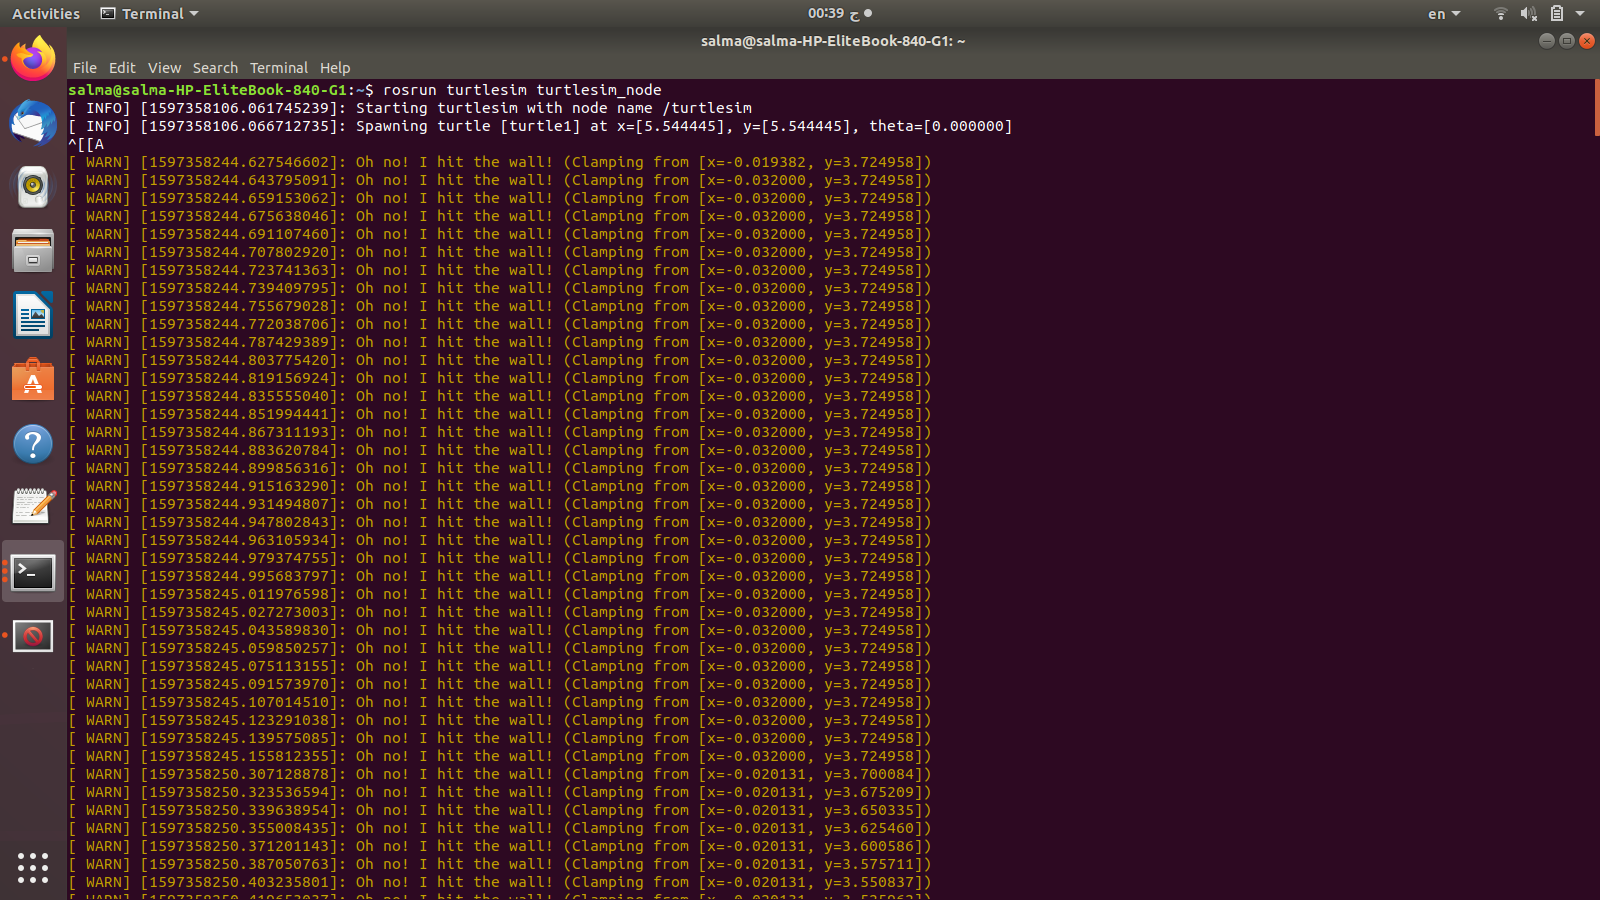 Activities Terminal 00:39 ح en
salma@salma-HP-EliteBook-840-G1: ~
File Edit View Search Terminal Help
salma@salma-HP-EliteBook-840-G1:~$ rosrun turtlesim turtlesim_node
[ INFO] [1597358106.061745239]: Starting turtlesim with node name /turtlesim
[ INFO] [1597358106.066712735]: Spawning turtle [turtle1] at x=[5.544445], y=[5.544445], theta=[0.000000]
^[[A
[ WARN] [1597358244.627546602]: Oh no! I hit the wall! (Clamping from [x=-0.019382, y=3.724958])
[ WARN] [1597358244.643795091]: Oh no! I hit the wall! (Clamping from [x=-0.032000, y=3.724958])
[ WARN] [1597358244.659153062]: Oh no! I hit the wall! (Clamping from [x=-0.032000, y=3.724958])
[ WARN] [1597358244.675638046]: Oh no! I hit the wall! (Clamping from [x=-0.032000, y=3.724958])
[ WARN] [1597358244.691107460]: Oh no! I hit the wall! (Clamping from [x=-0.032000, y=3.724958])
[ WARN] [1597358244.707802920]: Oh no! I hit the wall! (Clamping from [x=-0.032000, y=3.724958])
[ WARN] [1597358244.723741363]: Oh no! I hit the wall! (Clamping from [x=-0.032000, y=3.724958])
[ WARN] [1597358244.739409795]: Oh no! I hit the wall! (Clamping from [x=-0.032000, y=3.724958])
[ WARN] [1597358244.755679028]: Oh no! I hit the wall! (Clamping from [x=-0.032000, y=3.724958])
[ WARN] [1597358244.772038706]: Oh no! I hit the wall! (Clamping from [x=-0.032000, y=3.724958])
[ WARN] [1597358244.787429389]: Oh no! I hit the wall! (Clamping from [x=-0.032000, y=3.724958])
[ WARN] [1597358244.803775420]: Oh no! I hit the wall! (Clamping from [x=-0.032000, y=3.724958])
[ WARN] [1597358244.819156924]: Oh no! I hit the wall! (Clamping from [x=-0.032000, y=3.724958])
[ WARN] [1597358244.835555040]: Oh no! I hit the wall! (Clamping from [x=-0.032000, y=3.724958])
[ WARN] [1597358244.851994441]: Oh no! I hit the wall! (Clamping from [x=-0.032000, y=3.724958])
[ WARN] [1597358244.867311193]: Oh no! I hit the wall! (Clamping from [x=-0.032000, y=3.724958])
[ WARN] [1597358244.883620784]: Oh no! I hit the wall! (Clamping from [x=-0.032000, y=3.724958])
[ WARN] [1597358244.899856316]: Oh no! I hit the wall! (Clamping from [x=-0.032000, y=3.724958])
[ WARN] [1597358244.915163290]: Oh no! I hit the wall! (Clamping from [x=-0.032000, y=3.724958])
[ WARN] [1597358244.931494807]: Oh no! I hit the wall! (Clamping from [x=-0.032000, y=3.724958])
[ WARN] [1597358244.947802843]: Oh no! I hit the wall! (Clamping from [x=-0.032000, y=3.724958])
[ WARN] [1597358244.963105934]: Oh no! I hit the wall! (Clamping from [x=-0.032000, y=3.724958])
[ WARN] [1597358244.979374755]: Oh no! I hit the wall! (Clamping from [x=-0.032000, y=3.724958])
[ WARN] [1597358244.995683797]: Oh no! I hit the wall! (Clamping from [x=-0.032000, y=3.724958])
[ WARN] [1597358245.011976598]: Oh no! I hit the wall! (Clamping from [x=-0.032000, y=3.724958])
[ WARN] [1597358245.027273003]: Oh no! I hit the wall! (Clamping from [x=-0.032000, y=3.724958])
[ WARN] [1597358245.043589830]: Oh no! I hit the wall! (Clamping from [x=-0.032000, y=3.724958])
[ WARN] [1597358245.059850257]: Oh no! I hit the wall! (Clamping from [x=-0.032000, y=3.724958])
[ WARN] [1597358245.075113155]: Oh no! I hit the wall! (Clamping from [x=-0.032000, y=3.724958])
[ WARN] [1597358245.091573970]: Oh no! I hit the wall! (Clamping from [x=-0.032000, y=3.724958])
[ WARN] [1597358245.107014510]: Oh no! I hit the wall! (Clamping from [x=-0.032000, y=3.724958])
[ WARN] [1597358245.123291038]: Oh no! I hit the wall! (Clamping from [x=-0.032000, y=3.724958])
[ WARN] [1597358245.139575085]: Oh no! I hit the wall! (Clamping from [x=-0.032000, y=3.724958])
[ WARN] [1597358245.155812355]: Oh no! I hit the wall! (Clamping from [x=-0.032000, y=3.724958])
[ WARN] [1597358250.307128878]: Oh no! I hit the wall! (Clamping from [x=-0.020131, y=3.700084])
[ WARN] [1597358250.323536594]: Oh no! I hit the wall! (Clamping from [x=-0.020131, y=3.675209])
[ WARN] [1597358250.339638954]: Oh no! I hit the wall! (Clamping from [x=-0.020131, y=3.650335])
[ WARN] [1597358250.355008435]: Oh no! I hit the wall! (Clamping from [x=-0.020131, y=3.625460])
[ WARN] [1597358250.371201143]: Oh no! I hit the wall! (Clamping from [x=-0.020131, y=3.600586])
[ WARN] [1597358250.387050763]: Oh no! I hit the wall! (Clamping from [x=-0.020131, y=3.575711])
[ WARN] [1597358250.403235801]: Oh no! I hit the wall! (Clamping from [x=-0.020131, y=3.550837])